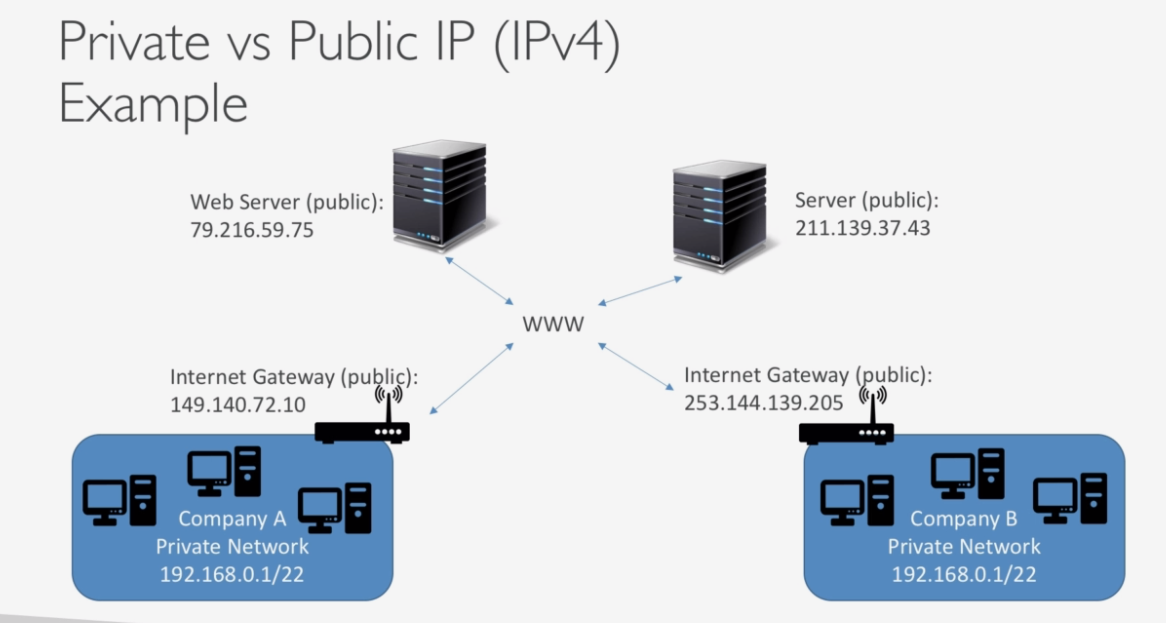 Private vs Public IP (IPv4)
Example
Web Server (public):
79.216.59.75
Server (public):
211.139.37.43
WWW
Internet Gateway (public):
149.140.72.10
Internet Gateway (public):
253.144.139.205
Company A
Private Network
192.168.0.1/22
Company B
Private Network
192.168.0.1/22